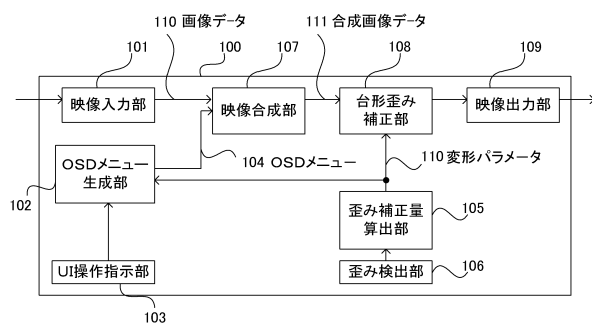 110 画像データ
111 合成画像データ
101
100
107
108
109
映像入力部
映像合成部
台形歪み
補正部
映像出力部
104 OSDメニュー
110 変形パラメータ
OSDメニュー
生成部
102
歪み補正量
算出部
105
UI操作指示部
103
歪み検出部
106